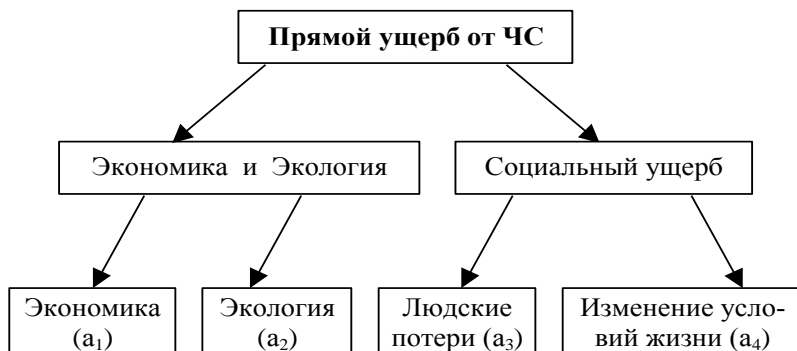 Прямой ущерб от ЧС
Экономика и Экология
Социальный ущерб
Экономика
(a₁)
Экология
(a₂)
Людские
потери (a₃)
Изменение усло-
вий жизни (a₄)